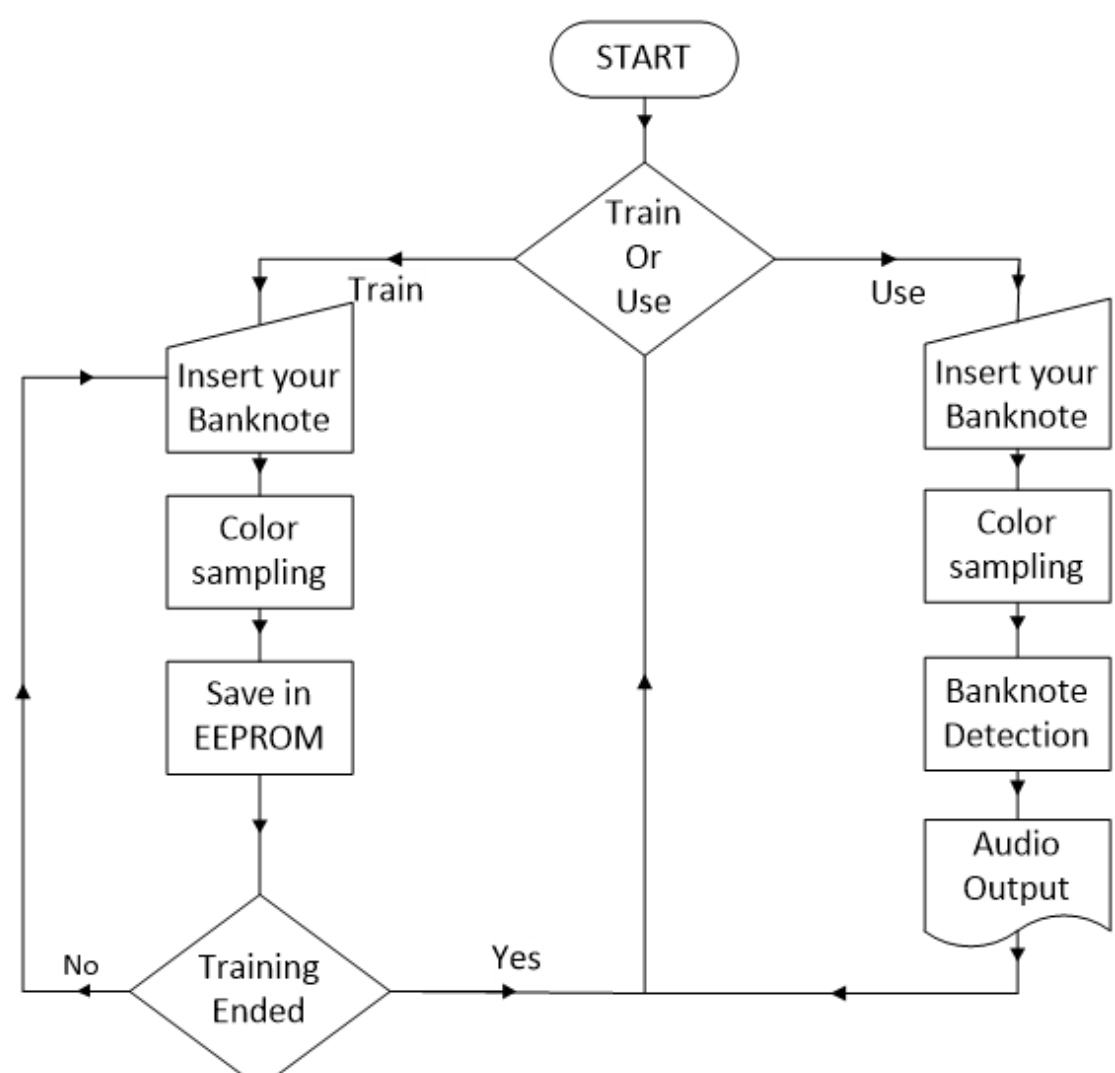 START
Train
Or
Use
Train
Use
Insert your
Banknote
Color
sampling
Save in
EEPROM
Training
Ended
No
Yes
Insert your
Banknote
Color
sampling
Banknote
Detection
Audio
Output